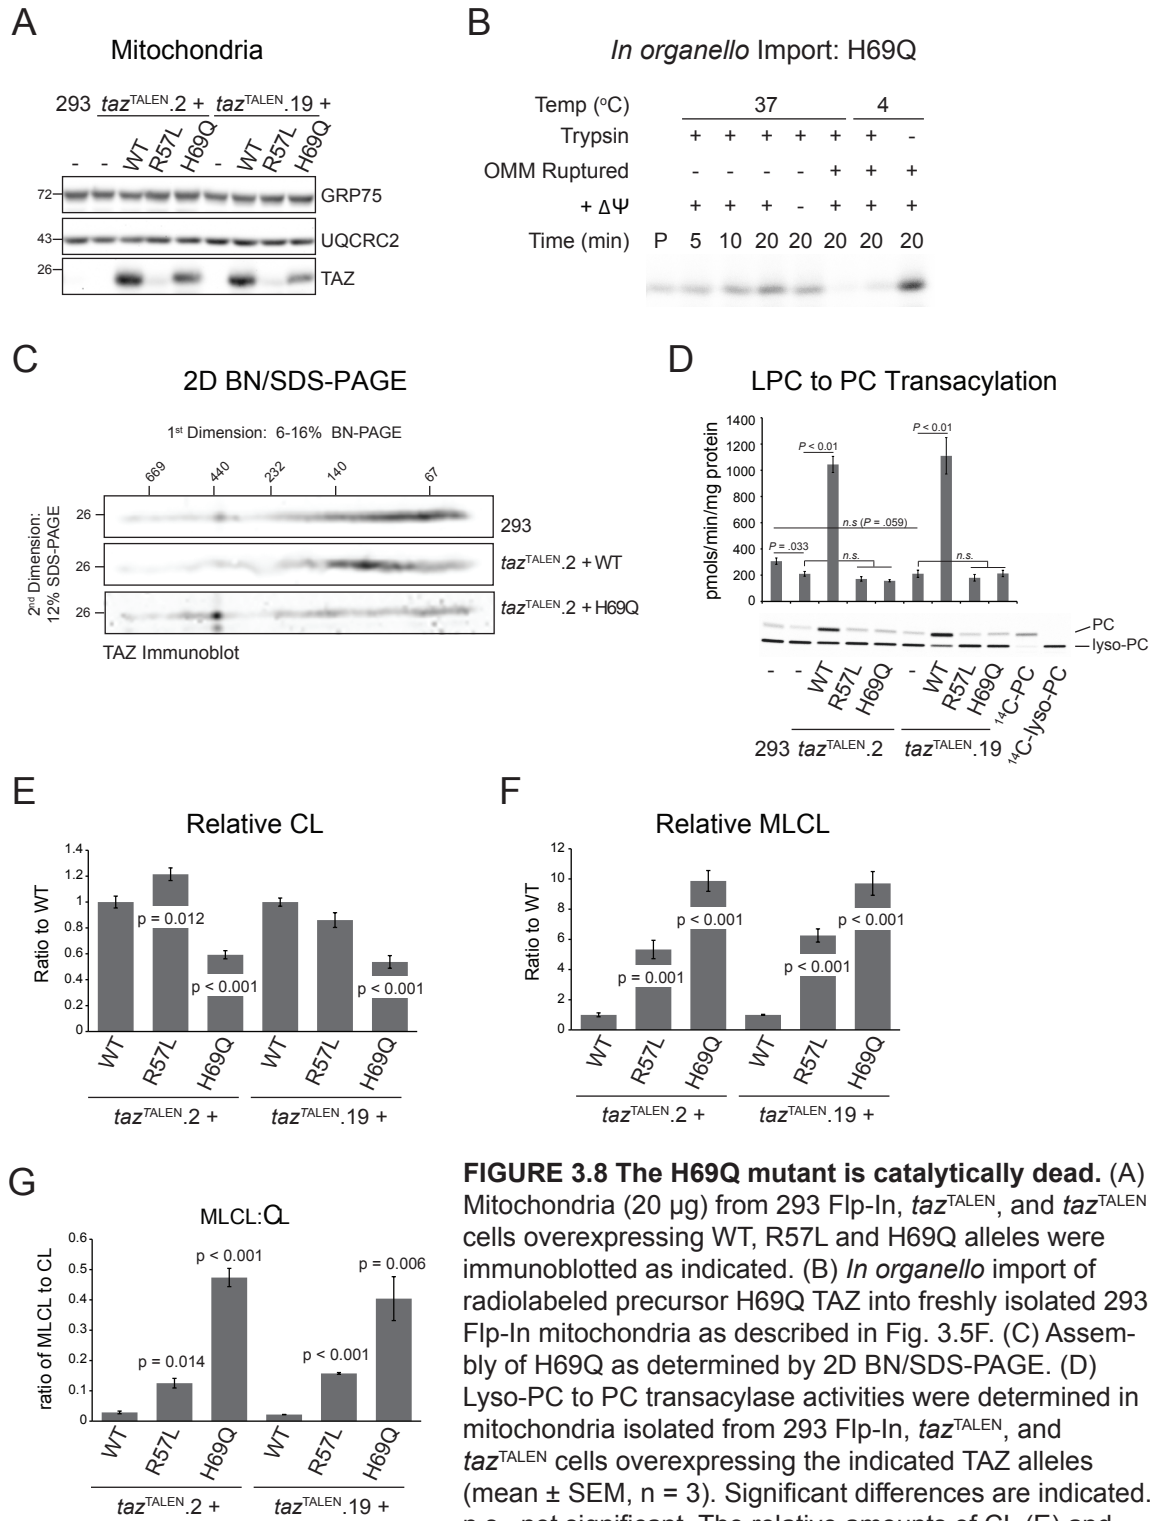 A
Mitochondria
293 taz^TALEN.2 + taz^TALEN.19 +
- - WT R57L H69Q - WT R57L H69Q
72 GRP75
43 UQCRC2
26 TAZ
B
In organello Import: H69Q
Temp (°C) 37 4
Trypsin + + + + + + -
OMM Ruptured - - - - + + +
+ ΔΨ + + + - + + +
Time (min) P 5 10 20 20 20 20 20
C
2D BN/SDS-PAGE
1st Dimension: 6-16% BN-PAGE
669 440 232 140 67
2nd Dimension:
12% SDS-PAGE
26 293
26 taz^TALEN.2 + WT
26 taz^TALEN.2 + H69Q
TAZ Immunoblot
D
LPC to PC Transacylation
pmols/min/mg protein
1400
1200
1000
800
600
400
200
0
P < 0.01
P < 0.01
n.s (P = .059)
P = .033
n.s.
n.s.
PC
lyso-PC
- - WT R57L H69Q - WT R57L H69Q 14C-PC 14C-lyso-PC
293 taz^TALEN.2 taz^TALEN.19
E
Relative CL
Ratio to WT
1.4
1.2
1
0.8
0.6
0.4
0.2
0
p = 0.012
p < 0.001
p < 0.001
WT R57L H69Q WT R57L H69Q
taz^TALEN.2 + taz^TALEN.19 +
F
Relative MLCL
Ratio to WT
12
10
8
6
4
2
0
p = 0.001
p < 0.001
p < 0.001
p < 0.001
WT R57L H69Q WT R57L H69Q
taz^TALEN.2 + taz^TALEN.19 +
G
MLCL:CL
ratio of MLCL to CL
0.6
0.5
0.4
0.3
0.2
0.1
0
p = 0.014
p < 0.001
p < 0.001
p = 0.006
WT R57L H69Q WT R57L H69Q
taz^TALEN.2 + taz^TALEN.19 +
FIGURE 3.8 The H69Q mutant is catalytically dead. (A)
Mitochondria (20 µg) from 293 Flp-In, taz^TALEN, and taz^TALEN
cells overexpressing WT, R57L and H69Q alleles were
immunoblotted as indicated. (B) In organello import of
radiolabeled precursor H69Q TAZ into freshly isolated 293
Flp-In mitochondria as described in Fig. 3.5F. (C) Assem-
bly of H69Q as determined by 2D BN/SDS-PAGE. (D)
Lyso-PC to PC transacylase activities were determined in
mitochondria isolated from 293 Flp-In, taz^TALEN, and
taz^TALEN cells overexpressing the indicated TAZ alleles
(mean ± SEM, n = 3). Significant differences are indicated.
n.s., not significant. The relative amounts of CL (E) and